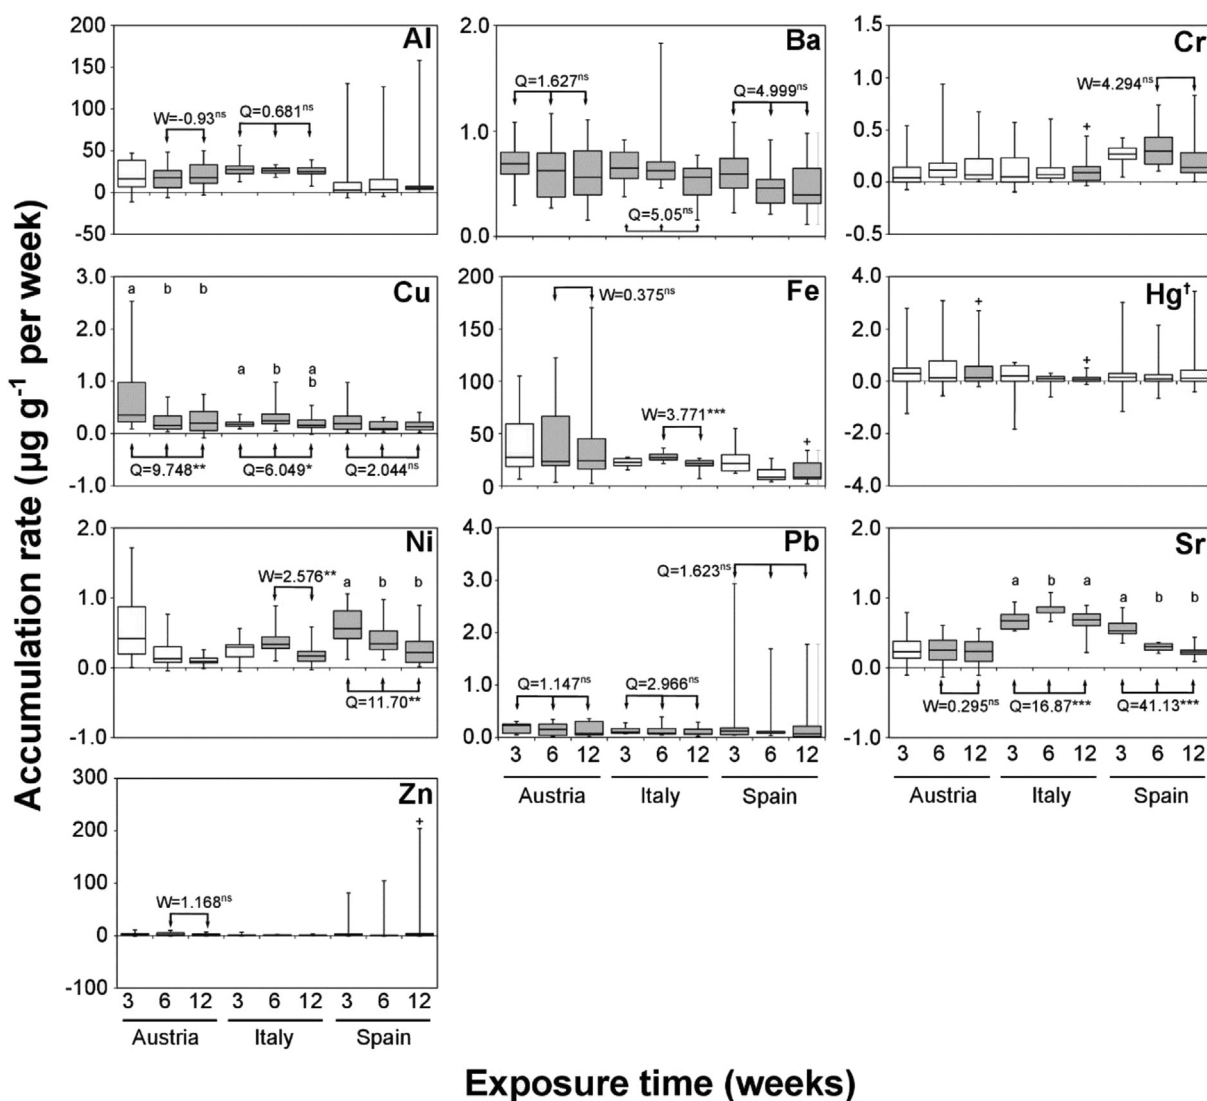 Accumulation rate (µg g⁻¹ per week)
200
150
100
50
0
-50
Al
W=-0.93ns
Q=0.681ns
2.0
1.0
0.0
Ba
Q=1.627ns
Q=4.999ns
Q=5.05ns
1.0
0.5
0.0
-0.5
Cr
W=4.294ns
+
3.0
2.0
1.0
0.0
-1.0
Cu
a b b
a b a
b
Q=9.748** Q=6.049* Q=2.044ns
200
150
100
50
0
Fe
W=0.375ns
W=3.771***
+
4.0
2.0
0.0
-2.0
-4.0
Hg†
+
+
2.0
1.0
0.0
-1.0
Ni
W=2.576**
a b b
Q=11.70**
4.0
3.0
2.0
1.0
0.0
Pb
Q=1.623ns
Q=1.147ns Q=2.966ns
3 6 12 3 6 12 3 6 12
Austria Italy Spain
2.0
1.0
0.0
-1.0
Sr
a b a
a b b
W=0.295ns Q=16.87*** Q=41.13***
3 6 12 3 6 12 3 6 12
Austria Italy Spain
300
200
100
0
-100
Zn
+
W=1.168ns
3 6 12 3 6 12 3 6 12
Austria Italy Spain
Exposure time (weeks)